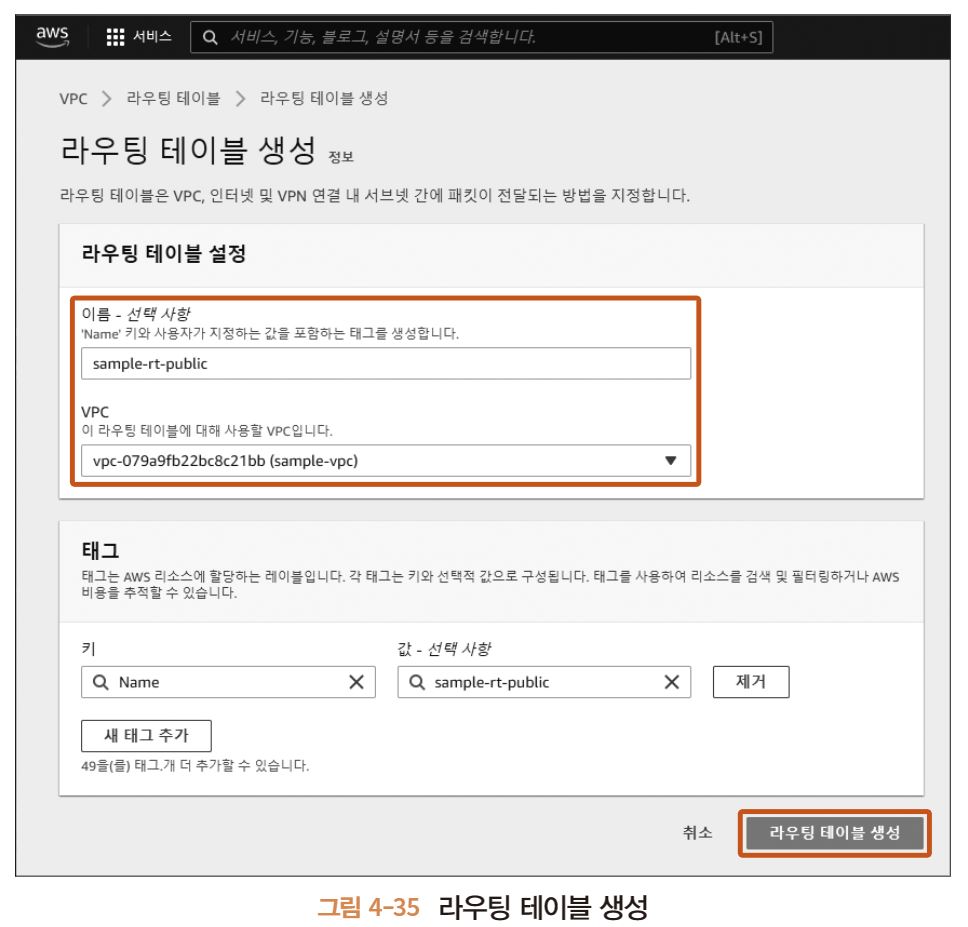 aws 서비스 서비스, 기능, 블로그, 설명서 등을 검색합니다. [Alt+S]
VPC > 라우팅 테이블 > 라우팅 테이블 생성
라우팅 테이블 생성 정보
라우팅 테이블은 VPC, 인터넷 및 VPN 연결 내 서브넷 간에 패킷이 전달되는 방법을 지정합니다.
라우팅 테이블 설정
이름 - 선택 사항
'Name' 키와 사용자가 지정하는 값을 포함하는 태그를 생성합니다.
sample-rt-public
VPC
이 라우팅 테이블에 대해 사용할 VPC입니다.
vpc-079a9fb22bc8c21bb (sample-vpc)
태그
태그는 AWS 리소스에 할당하는 레이블입니다. 각 태그는 키와 선택적 값으로 구성됩니다. 태그를 사용하여 리소스를 검색 및 필터링하거나 AWS
비용을 추적할 수 있습니다.
키 값 - 선택 사항
Name sample-rt-public 제거
새 태그 추가
49을(를) 태그.개 더 추가할 수 있습니다.
취소 라우팅 테이블 생성
그림 4-35 라우팅 테이블 생성